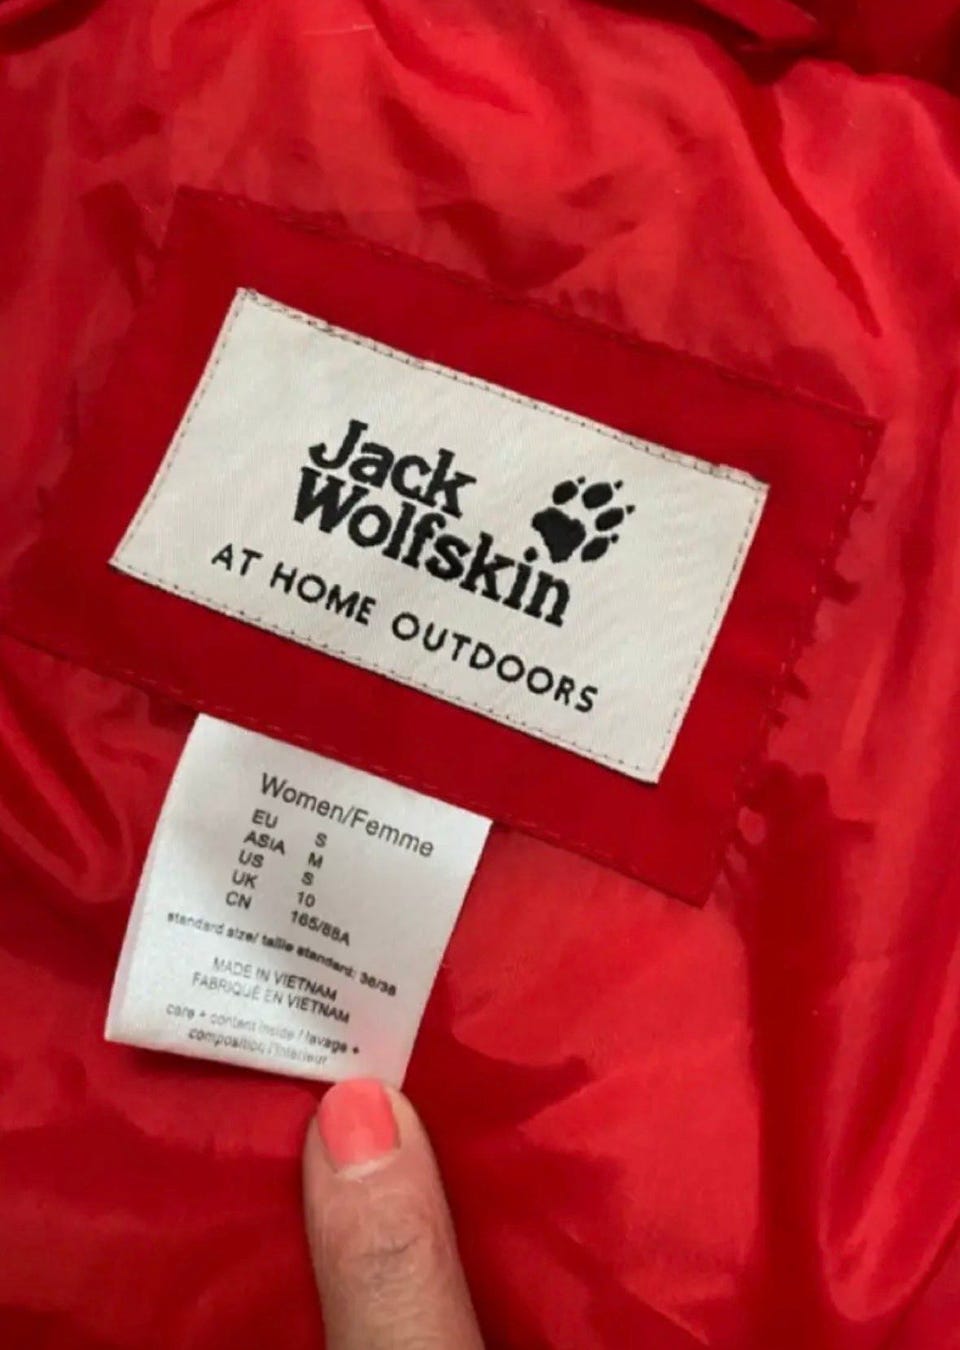 Jack
Wolfskin
AT HOME OUTDOORS
Women/Femme
EU S
ASIA M
US S
UK 10
CN 165/88A
standard size/ taille standard: 36/38
MADE IN VIETNAM
FABRIQUÉ EN VIETNAM
care + content inside / lavage +
composition l'intérieur